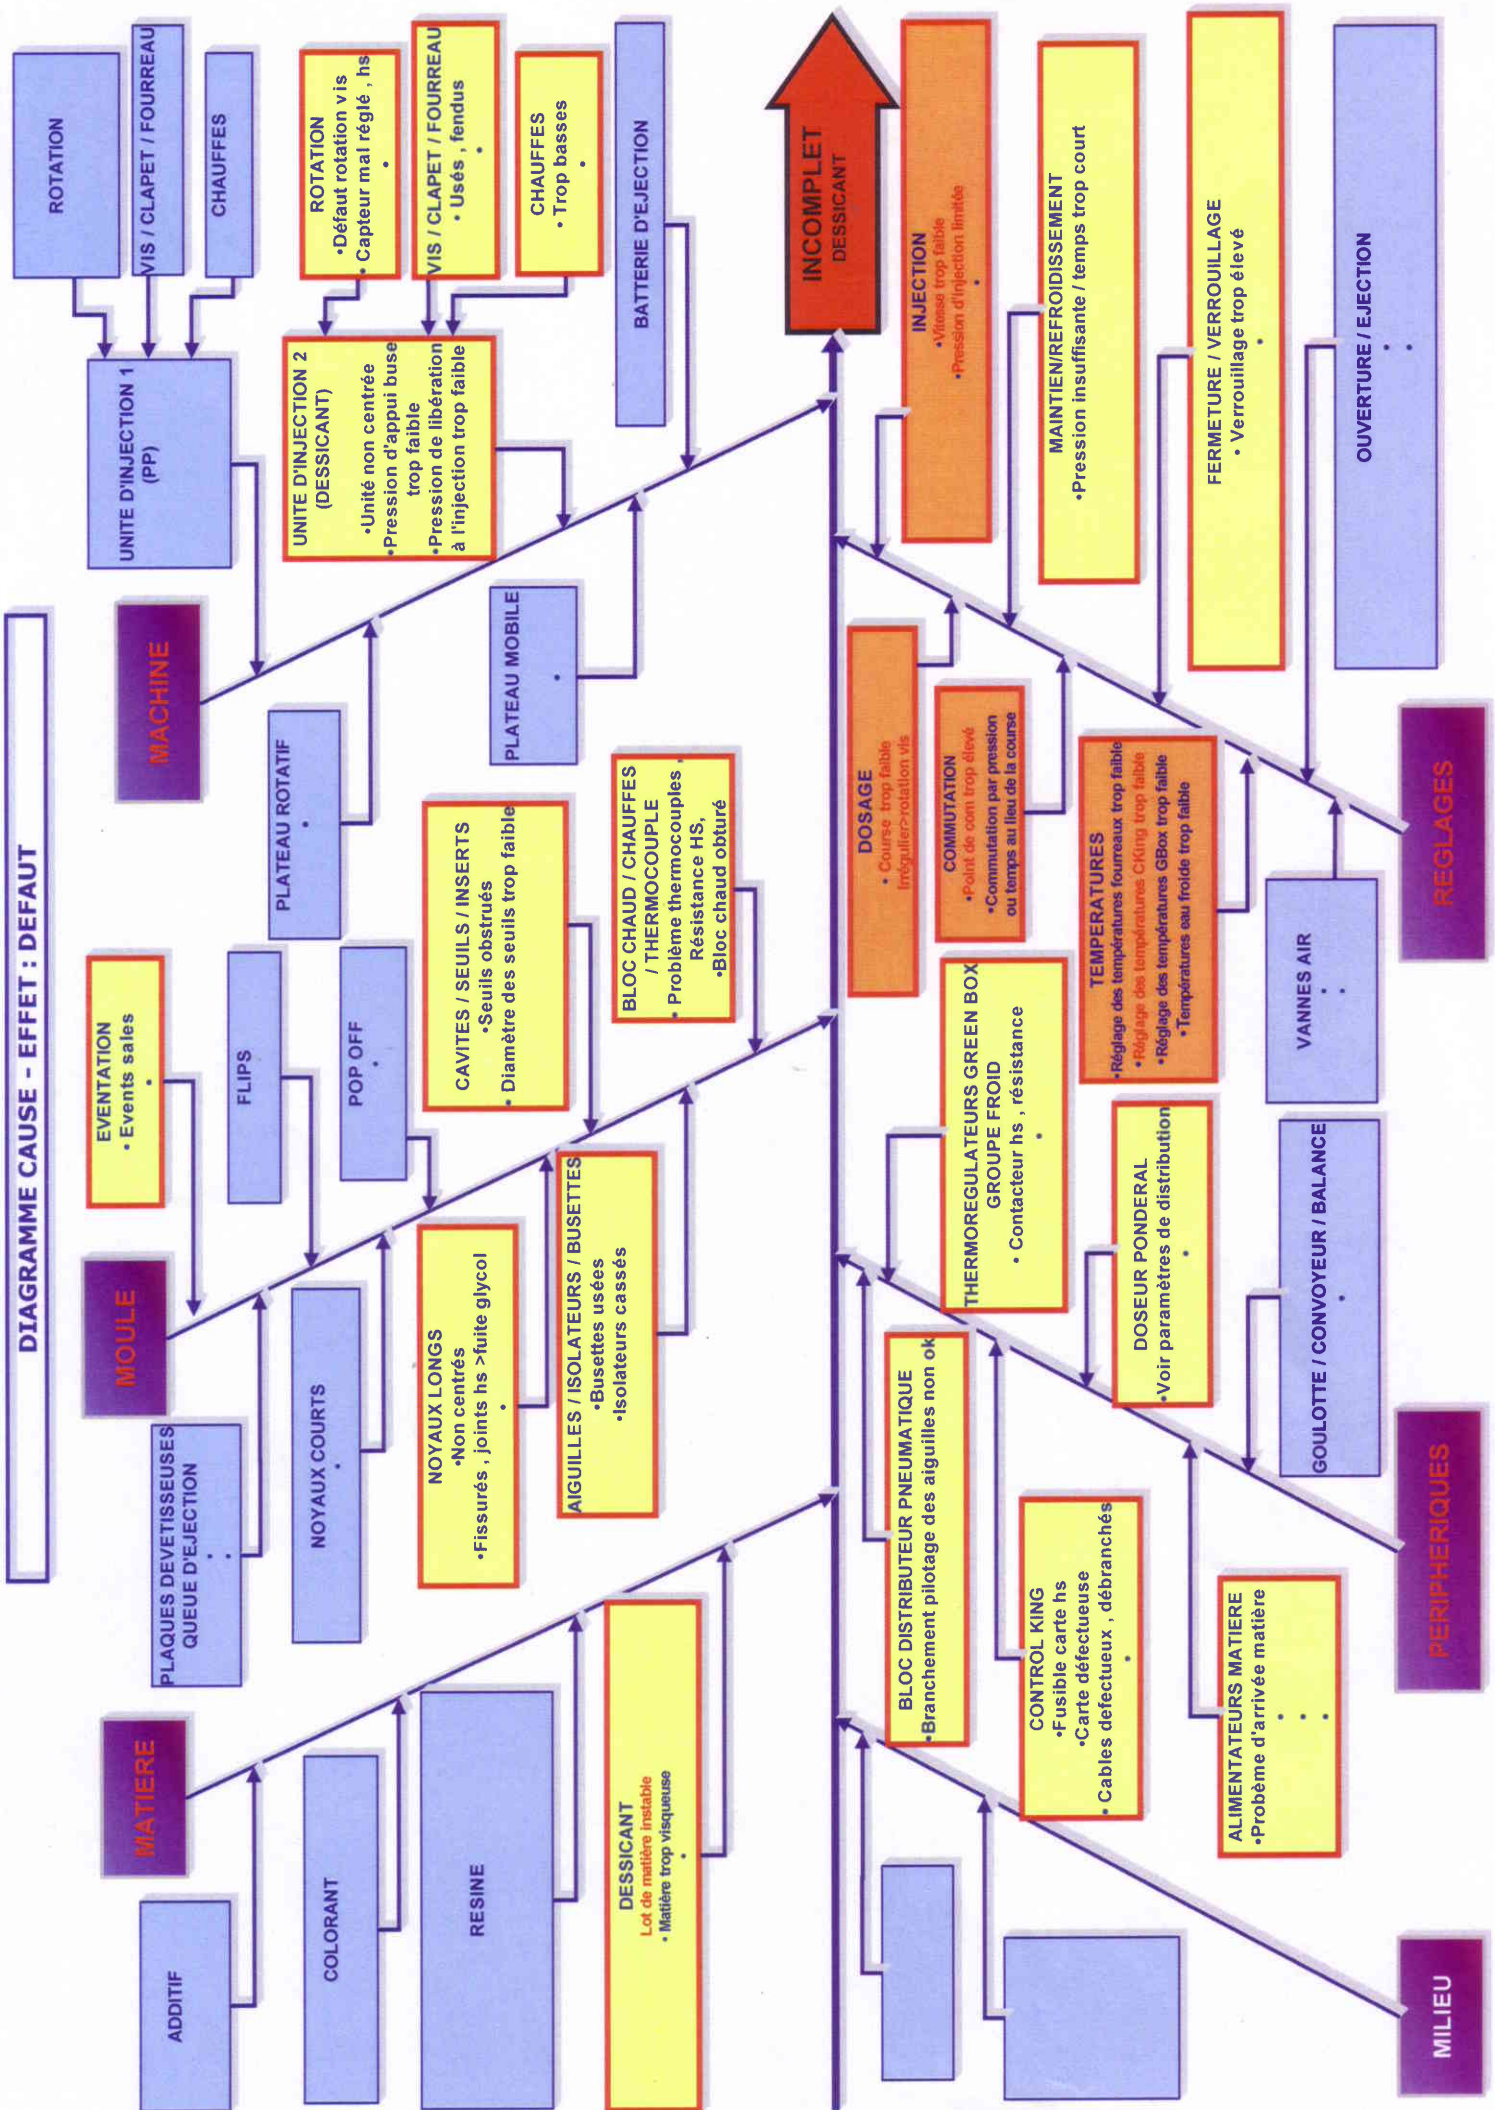 DIAGRAMME CAUSE - EFFET : DEFAUT
MATIERE
ADDITIF
COLORANT
RESINE
DESSICANT
Lot de matière instable
• Matière trop visqueuse
•
MOULE
PLAQUES DEVETISSEUSES
QUEUE D'EJECTION
•
•
EVENTATION
• Events sales
•
FLIPS
NOYAUX COURTS
•
POP OFF
•
NOYAUX LONGS
•Non centrés
•Fissurés , joints hs >fuite glycol
•
CAVITES / SEUILS / INSERTS
•Seuils obstrués
• Diamètre des seuils trop faible
AIGUILLES / ISOLATEURS / BUSETTES
•Busettes usées
•Isolateurs cassés
BLOC CHAUD / CHAUFFES
/ THERMOCOUPLE
• Problème thermocouples ,
Résistance HS,
•Bloc chaud obturé
MACHINE
UNITE D'INJECTION 1
(PP)
ROTATION
VIS / CLAPET / FOURREAU
CHAUFFES
PLATEAU ROTATIF
•
UNITE D'INJECTION 2
(DESSICANT)
•Unité non centrée
•Pression d'appui buse
trop faible
•Pression de libération
à l'injection trop faible
ROTATION
•Défaut rotation vis
• Capteur mal réglé , hs
•
VIS / CLAPET / FOURREAU
• Usés , fendus
•
CHAUFFES
• Trop basses
•
PLATEAU MOBILE
•
BATTERIE D'EJECTION
INCOMPLET
DESSICANT
MILIEU
PERIPHERIQUES
BLOC DISTRIBUTEUR PNEUMATIQUE
•Branchement pilotage des aiguilles non ok
THERMOREGULATEURS GREEN BOX
GROUPE FROID
• Contacteur hs , résistance
•
CONTROL KING
•Fusible carte hs
•Carte défectueuse
• Cables defectueux , débranchés
•
DOSEUR PONDERAL
•Voir paramètres de distribution
•
ALIMENTATEURS MATIERE
•Probème d'arrivée matière
•
•
•
GOULOTTE / CONVOYEUR / BALANCE
•
REGLAGES
DOSAGE
• Course trop faible
Irrégulier>rotation vis
INJECTION
•Vitesse trop faible
•Pression d'injection limitée
•
COMMUTATION
•Point de com trop élevé
•Commutation par pression
ou temps au lieu de la course
MAINTIEN/REFROIDISSEMENT
•Pression insuffisante / temps trop court
TEMPERATURES
•Réglage des températures fourreaux trop faible
•Réglage des températures CKing trop faible
•Réglage des températures GBox trop faible
•Températures eau froide trop faible
FERMETURE / VERROUILLAGE
• Verrouillage trop élevé
•
VANNES AIR
•
•
OUVERTURE / EJECTION
•
•